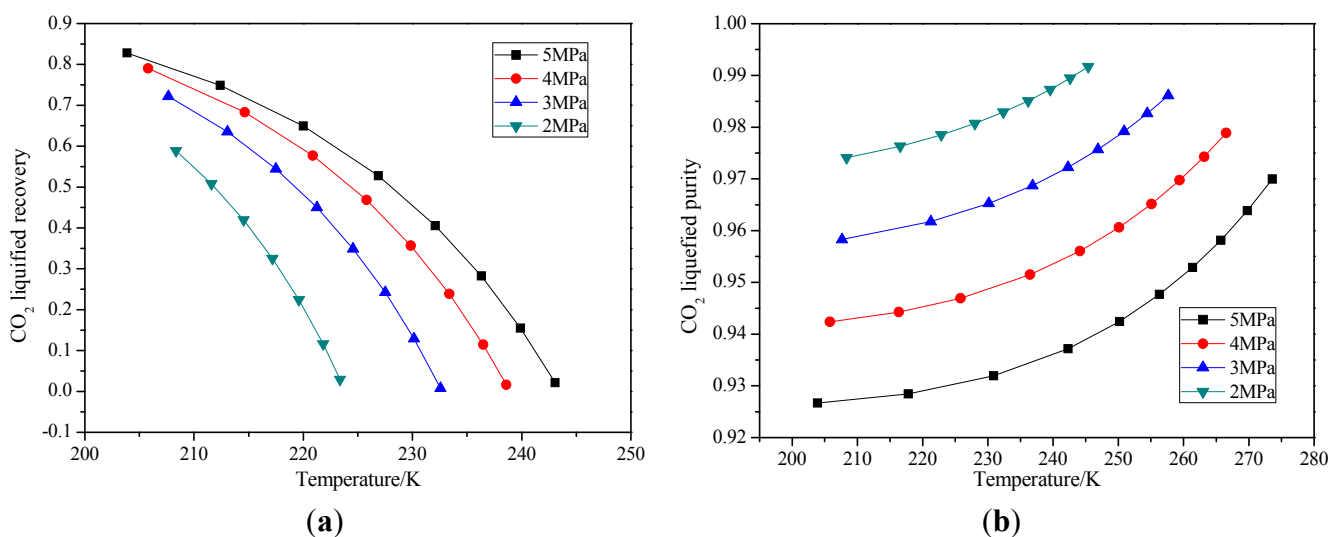 0.9
0.8
0.7
0.6
0.5
0.4
0.3
0.2
0.1
0.0
-0.1
CO2 liquified recovery
200
210
220
230
240
250
Temperature/K
5MPa
4MPa
3MPa
2MPa
(a)
1.00
0.99
0.98
0.97
0.96
0.95
0.94
0.93
0.92
CO2 liquefied purity
200
210
220
230
240
250
260
270
280
Temperature/K
5MPa
4MPa
3MPa
2MPa
(b)